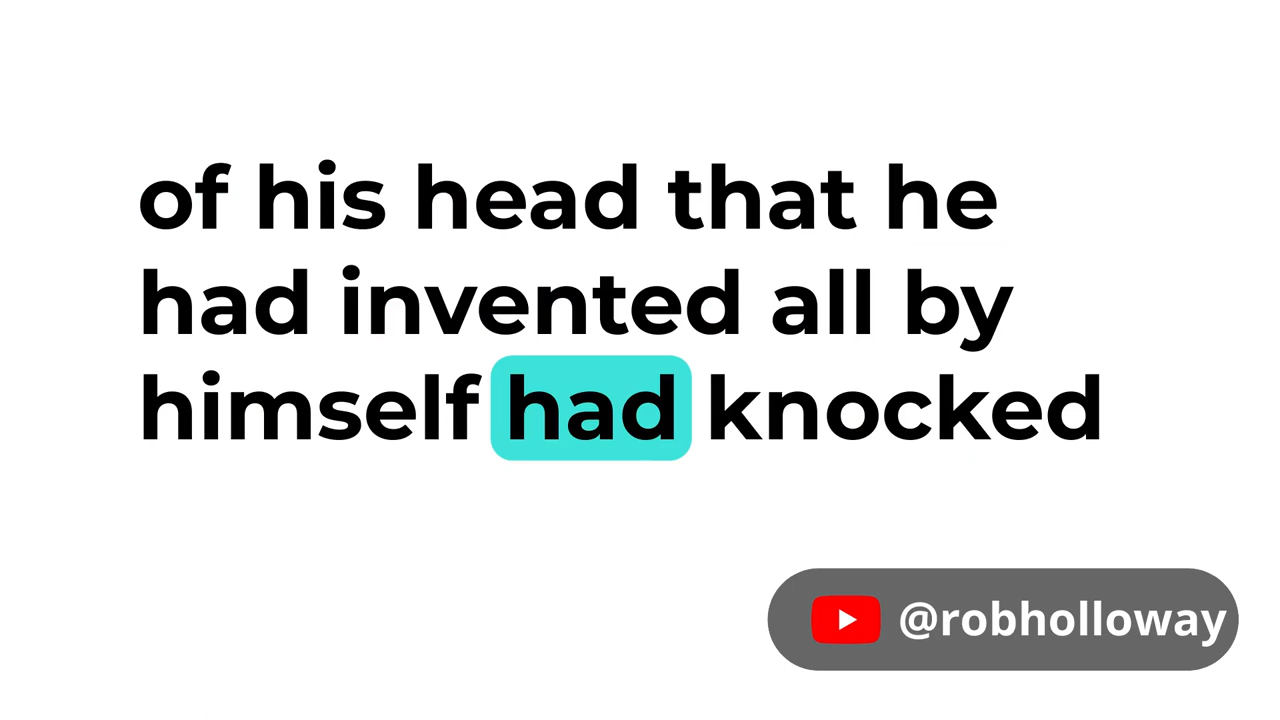 of his head that he
had invented all by
himself had knocked
@robholloway